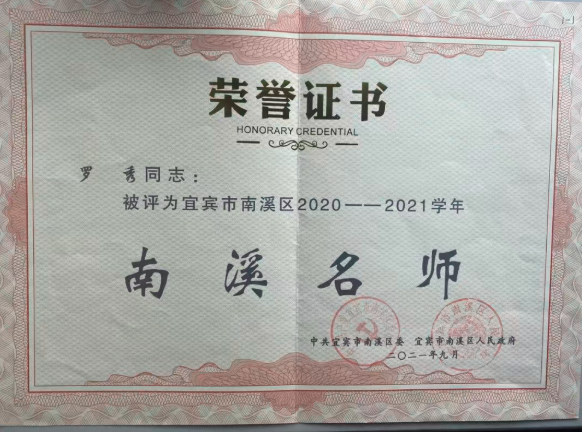 荣誉证书
HONORARY CREDENTIAL
罗 秀同志：
被评为宜宾市南溪区2020——2021学年
南溪名师
中共宜宾市南溪区委 宜宾市南溪区人民政府
二〇二一年九月